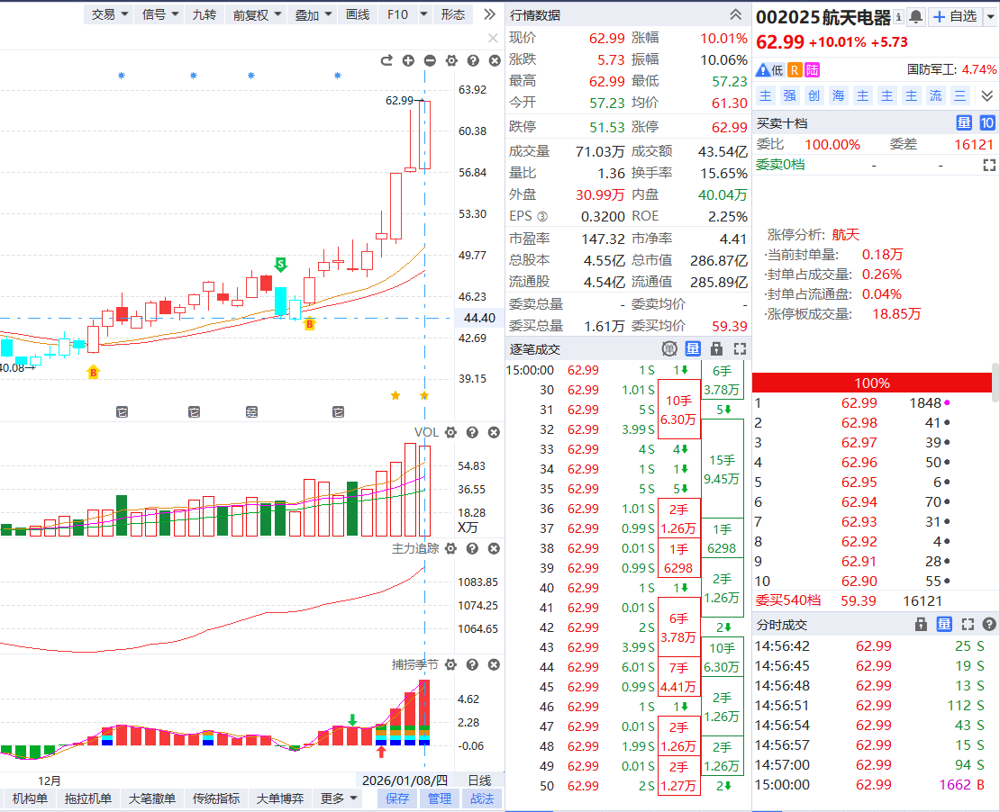 交易 信号 九转 前复权 叠加 画线 F10 形态
63.92
62.99→
60.38
56.84
53.30
49.77
46.23
44.40
42.69
39.15
40.08→
S
B
B
VOL
54.83
36.55
18.28
X万
主力追踪
1083.85
1074.25
1064.65
捕捞季节
4.62
2.28
-0.06
12月 2026/01/08/四 日线
机构单 拖拉机单 大笔撤单 传统指标 大单博弈 更多 保存 管理 战法
行情数据
现价 62.99 涨幅 10.01%
涨跌 5.73 振幅 10.06%
最高 62.99 最低 57.23
今开 57.23 均价 61.30
跌停 51.53 涨停 62.99
成交量 71.03万 成交额 43.54亿
量比 1.36 换手率 15.65%
外盘 30.99万 内盘 40.04万
EPS ③ 0.3200 ROE 2.25%
市盈率 147.32 市净率 4.41
总股本 4.55亿 总市值 286.87亿
流通股 4.54亿 流通值 285.89亿
委卖总量 - 委卖均价 -
委买总量 1.61万 委买均价 59.39
逐笔成交 单 量
15:00:00 62.99 1 S 1
30 62.99 1.01 S
31 62.99 5 S
32 62.99 3.99 S
33 62.99 4 S 4
34 62.99 1 S 1
35 62.99 5 S 5
36 62.99 1.01 S
37 62.99 0.99 S
38 62.99 0.01 S
39 62.99 0.99 S
40 62.99 1 S 1
41 62.99 0.01 S
42 62.99 2 S
43 62.99 3.99 S
44 62.99 6.01 S
45 62.99 0.99 S
46 62.99 1 S 1
47 62.99 0.01 S
48 62.99 1.99 S
49 62.99 0.01 S
50 62.99 2 S
10手
6.30万
2手
1.26万
1手
6298
6手
3.78万
7手
4.41万
2手
1.26万
2手
1.27万
6手
3.78万
5
15手
9.45万
1手
6298
2手
1.26万
2
10手
6.30万
2手
1.26万
2手
1.26万
2
002025航天电器 自选
62.99 +10.01% +5.73
低 R 陆 国防军工: 4.74%
主 强 创 海 主 主 主 流 三
买卖十档 量 10
委比 100.00% 委差 16121
委卖0档 - -
涨停分析: 航天
·当前封单量: 0.18万
·封单占成交量: 0.26%
·封单占流通盘: 0.04%
·涨停板成交量: 18.85万
100%
1 62.99 1848
2 62.98 41
3 62.97 39
4 62.96 50
5 62.95 6
6 62.94 70
7 62.93 31
8 62.92 4
9 62.91 28
10 62.90 55
委买540档 59.39 16121
分时成交 量
14:56:42 62.99 25 S
14:56:45 62.99 19 S
14:56:48 62.99 13 S
14:56:51 62.99 112 S
14:56:54 62.99 43 S
14:56:57 62.99 15 S
14:57:00 62.99 94 S
15:00:00 62.99 1662 B